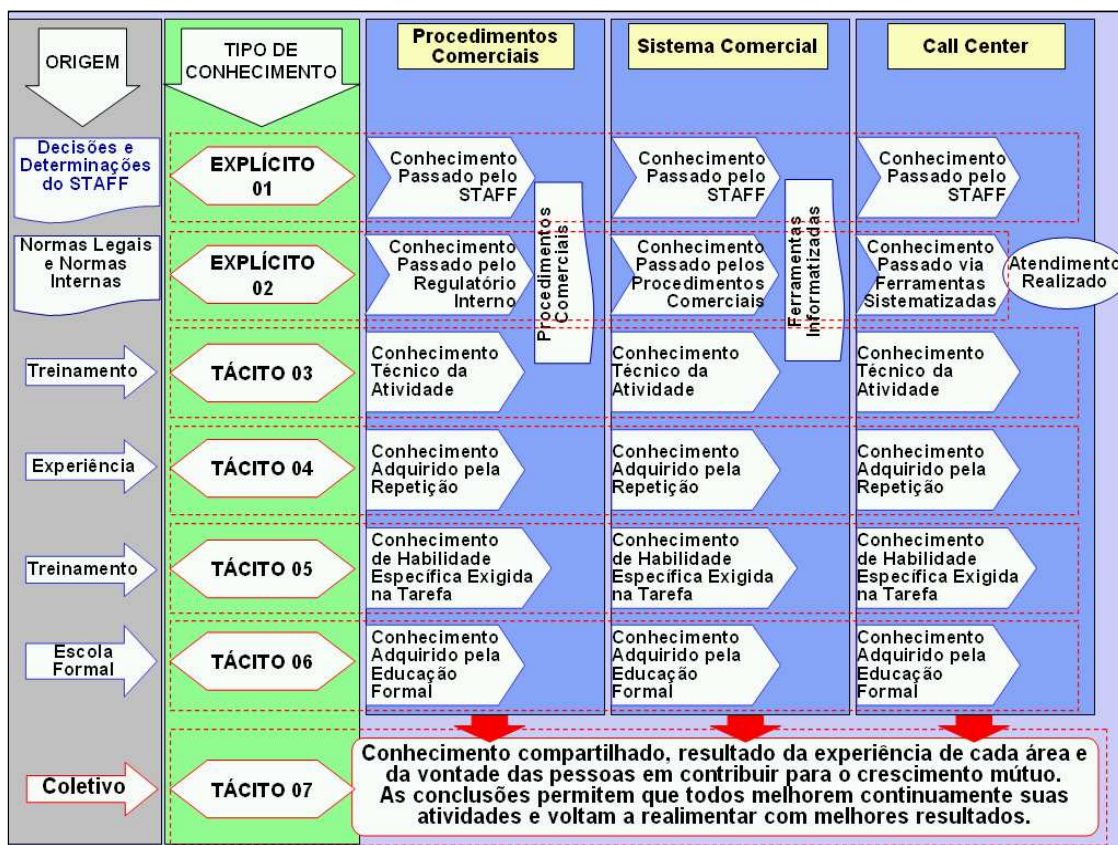 ORIGEM
TIPO DE
CONHECIMENTO
Procedimentos
Comerciais
Sistema Comercial
Call Center
Decisões e
Determinações
do STAFF
EXPLÍCITO
01
Conhecimento
Passado pelo
STAFF
Conhecimento
Passado pelo
STAFF
Conhecimento
Passado pelo
STAFF
Procedimentos
Comerciais
Ferramentas
Informatizadas
Normas Legais
e Normas
Internas
EXPLÍCITO
02
Conhecimento
Passado pelo
Regulatório
Interno
Conhecimento
Passado pelos
Procedimentos
Comerciais
Conhecimento
Passado via
Ferramentas
Sistematizadas
Atendimento
Realizado
Treinamento
TÁCITO 03
Conhecimento
Técnico da
Atividade
Conhecimento
Técnico da
Atividade
Conhecimento
Técnico da
Atividade
Experiência
TÁCITO 04
Conhecimento
Adquirido pela
Repetição
Conhecimento
Adquirido pela
Repetição
Conhecimento
Adquirido pela
Repetição
Treinamento
TÁCITO 05
Conhecimento
de Habilidade
Específica Exigida
na Tarefa
Conhecimento
de Habilidade
Específica Exigida
na Tarefa
Conhecimento
de Habilidade
Específica Exigida
na Tarefa
Escola
Formal
TÁCITO 06
Conhecimento
Adquirido pela
Educação
Formal
Conhecimento
Adquirido pela
Educação
Formal
Conhecimento
Adquirido pela
Educação
Formal
Coletivo
TÁCITO 07
Conhecimento compartilhado, resultado da experiência de cada área e
da vontade das pessoas em contribuir para o crescimento mútuo.
As conclusões permitem que todos melhorem continuamente suas
atividades e voltam a realimentar com melhores resultados.